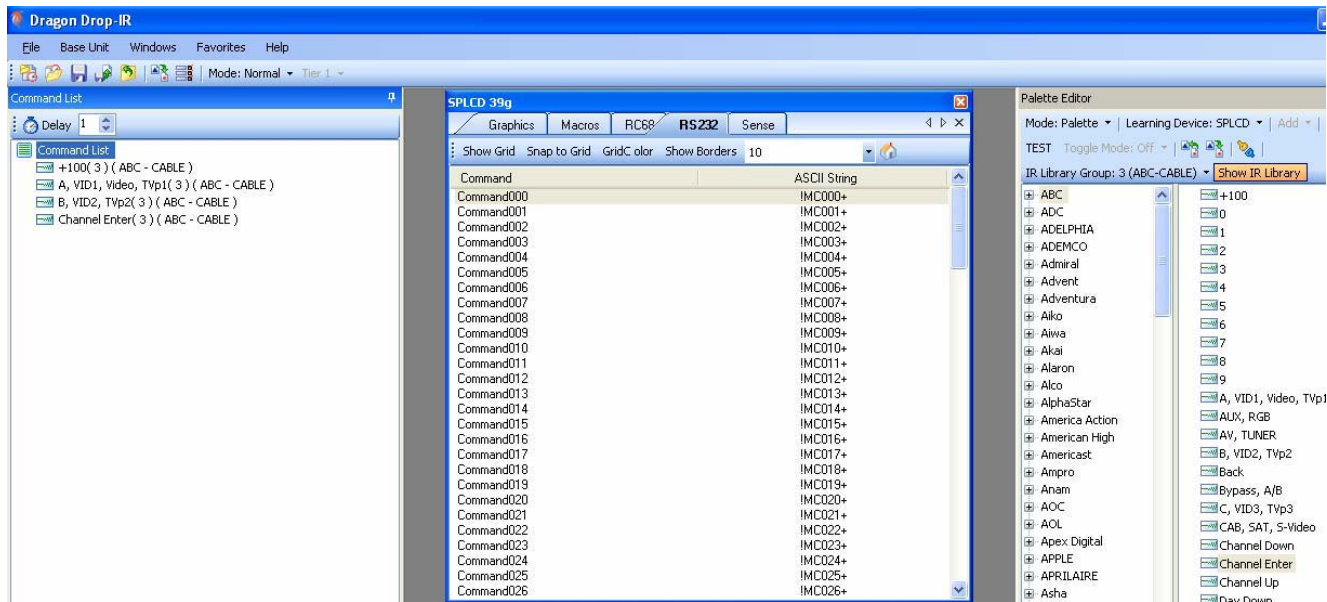 Dragon Drop-IR
File Base Unit Windows Favorites Help
Mode: Normal Tier 1
Command List
Delay 1
Command List
+100( 3 ) ( ABC - CABLE )
A, VID1, Video, TVp1( 3 ) ( ABC - CABLE )
B, VID2, TVp2( 3 ) ( ABC - CABLE )
Channel Enter( 3 ) ( ABC - CABLE )
SPLCD 39g
Graphics Macros RC68 RS232 Sense
Show Grid Snap to Grid GridC olor Show Borders 10
Command ASCII String
Command000 !MC000+
Command001 !MC001+
Command002 !MC002+
Command003 !MC003+
Command004 !MC004+
Command005 !MC005+
Command006 !MC006+
Command007 !MC007+
Command008 !MC008+
Command009 !MC009+
Command010 !MC010+
Command011 !MC011+
Command012 !MC012+
Command013 !MC013+
Command014 !MC014+
Command015 !MC015+
Command016 !MC016+
Command017 !MC017+
Command018 !MC018+
Command019 !MC019+
Command020 !MC020+
Command021 !MC021+
Command022 !MC022+
Command023 !MC023+
Command024 !MC024+
Command025 !MC025+
Command026 !MC026+
Palette Editor
Mode: Palette Learning Device: SPLCD Add
TEST Toggle Mode: Off
IR Library Group: 3 (ABC-CABLE) Show IR Library
ABC
ADC
ADELPHIA
ADEMCO
Admiral
Advent
Adventura
Aiko
Aiwa
Akai
Alaron
Alco
AlphaStar
America Action
American High
Americast
Ampro
Anam
AOC
AOL
Apex Digital
APPLE
APRILAIRE
Asha
+100
0
1
2
3
4
5
6
7
8
9
A, VID1, Video, TVp1
AUX, RGB
AV, TUNER
B, VID2, TVp2
Back
Bypass, A/B
C, VID3, TVp3
CAB, SAT, S-Video
Channel Down
Channel Enter
Channel Up
Day Down